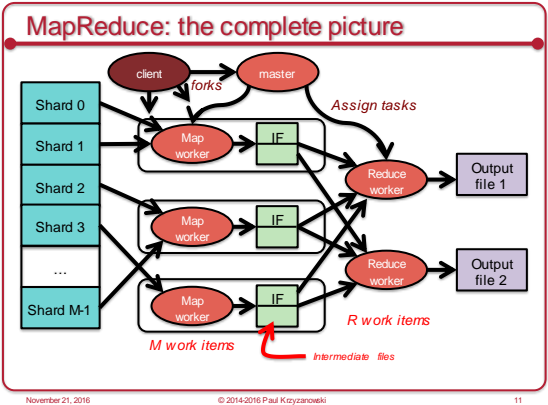 MapReduce: the complete picture
client
master
forks
Assign tasks
Shard 0
Shard 1
Shard 2
Shard 3
...
Shard M-1
Map
worker
IF
Map
worker
IF
Map
worker
IF
Reduce
worker
Reduce
worker
Output
file 1
Output
file 2
M work items
R work items
Intermediate files
November 21, 2016
© 2014-2016 Paul Krzyzanowski
11